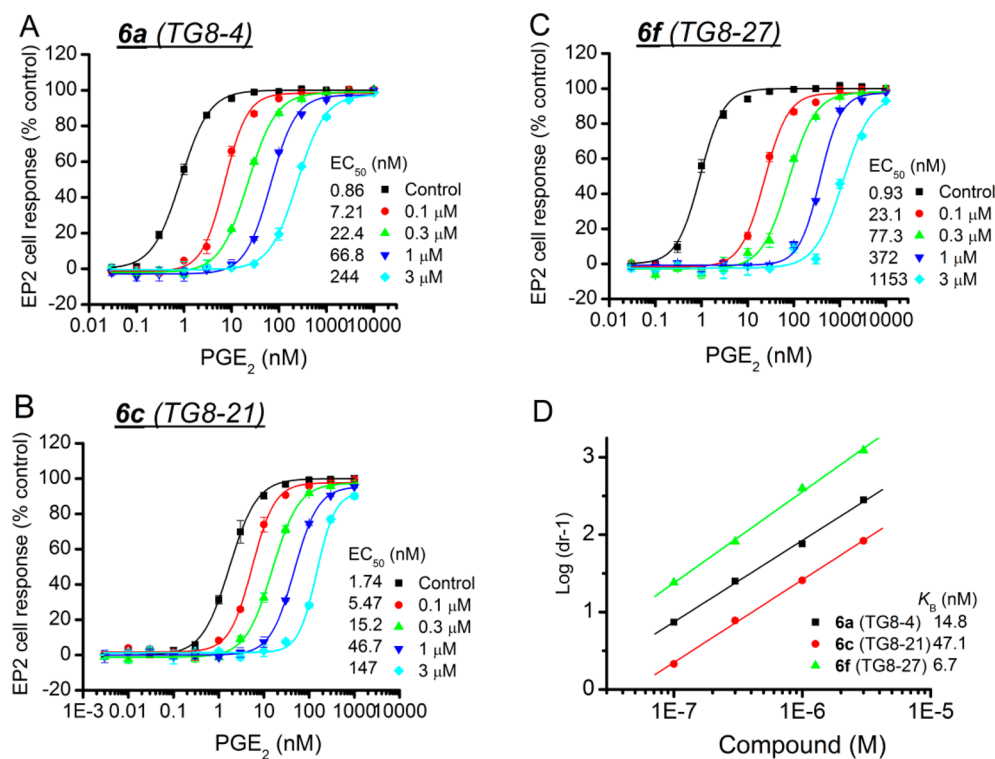 A
6a (TG8-4)
EP2 cell response (% control)
120
100
80
60
40
20
0
-20
EC50 (nM)
0.86 Control
7.21 0.1 μM
22.4 0.3 μM
66.8 1 μM
244 3 μM
0.01 0.1 1 10 100 1000 10000
PGE2 (nM)
C
6f (TG8-27)
EP2 cell response (% control)
120
100
80
60
40
20
0
-20
EC50 (nM)
0.93 Control
23.1 0.1 μM
77.3 0.3 μM
372 1 μM
1153 3 μM
0.01 0.1 1 10 100 1000 10000
PGE2 (nM)
B
6c (TG8-21)
EP2 cell response (% control)
120
100
80
60
40
20
0
-20
EC50 (nM)
1.74 Control
5.47 0.1 μM
15.2 0.3 μM
46.7 1 μM
147 3 μM
1E-3 0.01 0.1 1 10 100 1000 10000
PGE2 (nM)
D
Log (dr-1)
3
2
1
0
KB (nM)
6a (TG8-4) 14.8
6c (TG8-21) 47.1
6f (TG8-27) 6.7
1E-7 1E-6 1E-5
Compound (M)